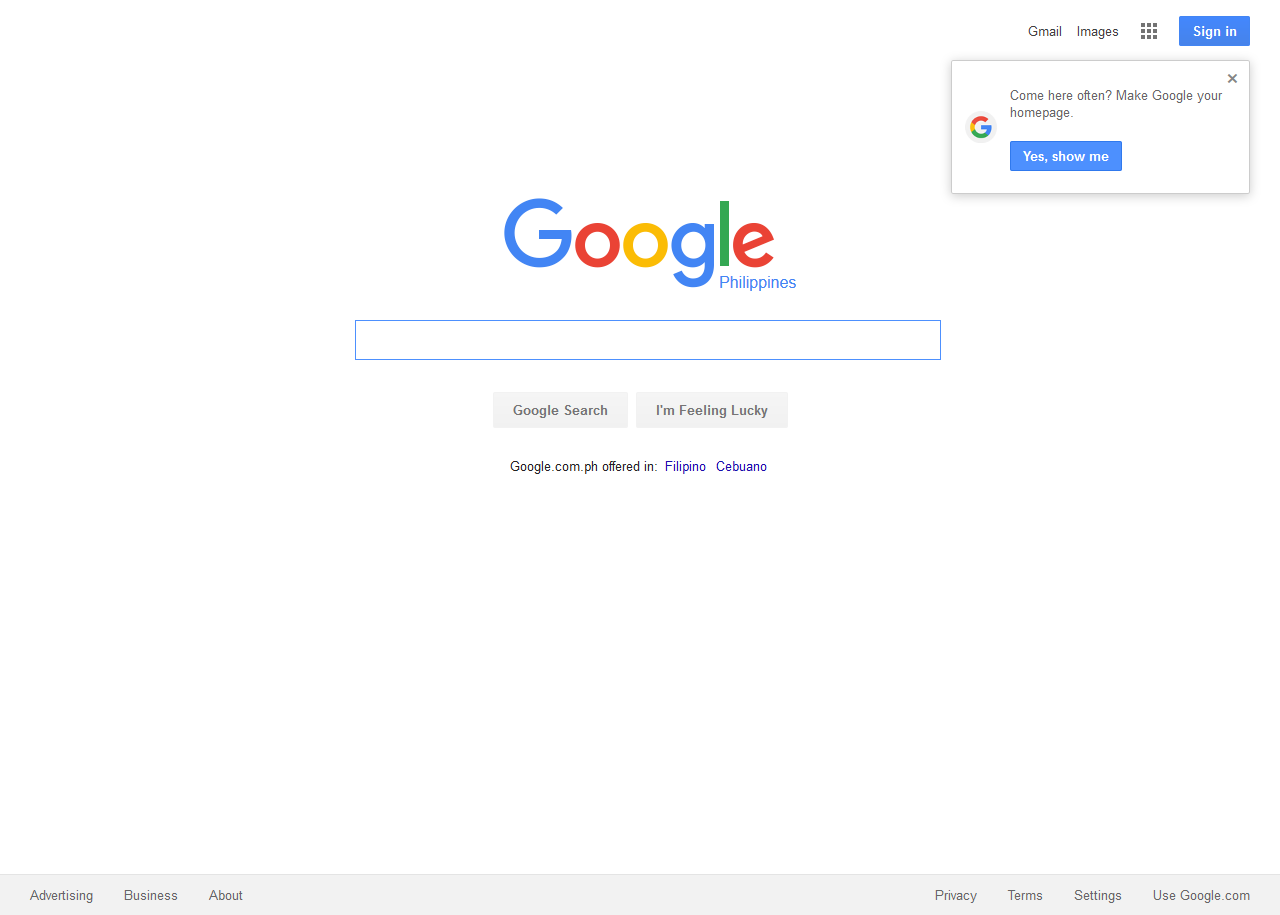 Gmail Images Sign in
Come here often? Make Google your
homepage.
Yes, show me
Google
Philippines
Google Search I'm Feeling Lucky
Google.com.ph offered in: Filipino Cebuano
Advertising Business About Privacy Terms Settings Use Google.com